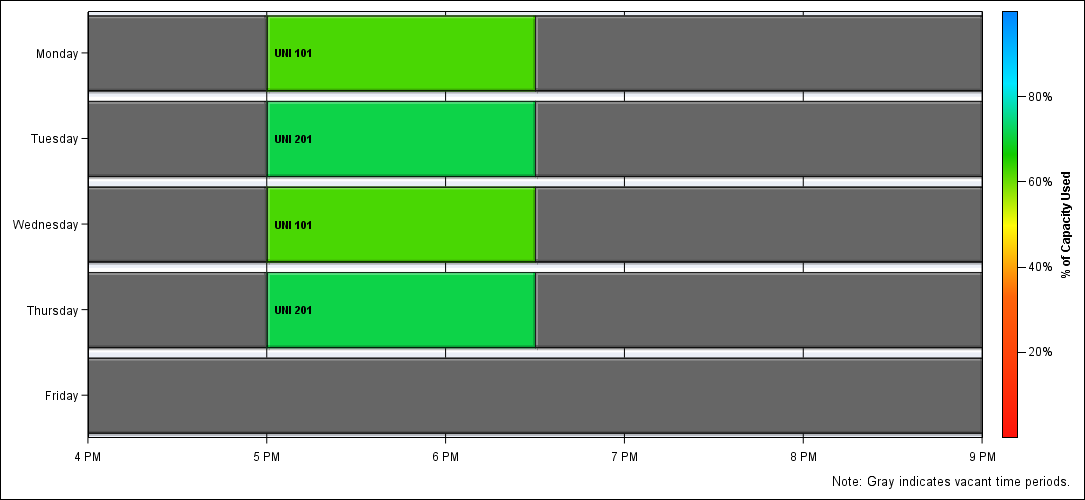 Monday
UNI 101
Tuesday
UNI 201
Wednesday
UNI 101
Thursday
UNI 201
Friday
4 PM 5 PM 6 PM 7 PM 8 PM 9 PM
80%
60%
40%
20%
% of Capacity Used
Note: Gray indicates vacant time periods.